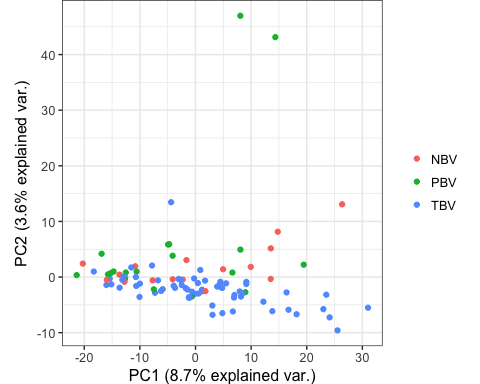 40
30
20
10
0
-10
PC2 (3.6% explained var.)
-20
-10
0
10
20
30
PC1 (8.7% explained var.)
NBV
PBV
TBV